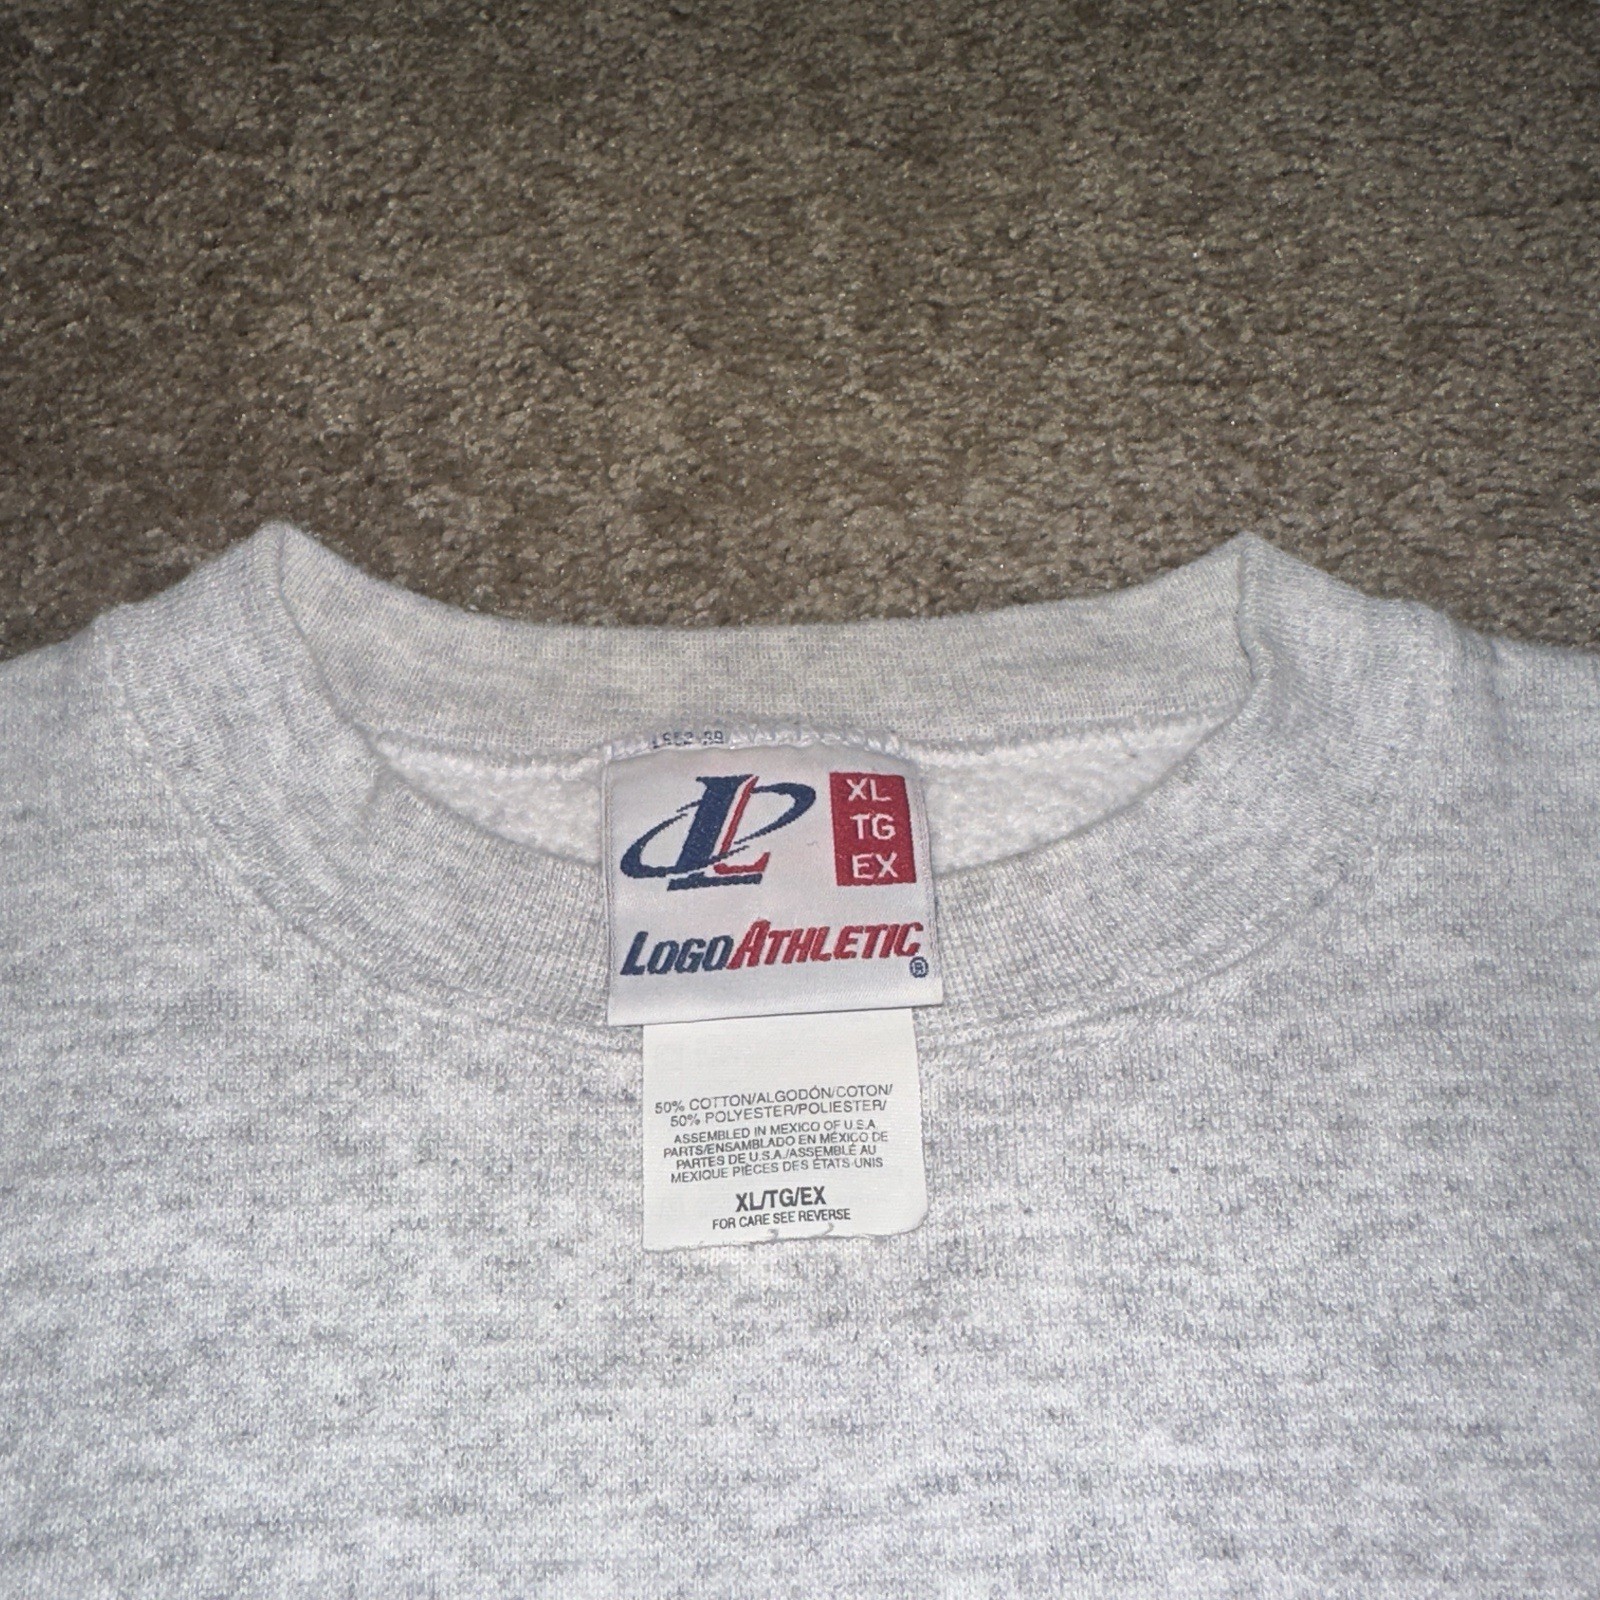 XL
TG
EX
LOGOATHLETIC®
50% COTTON/ALGODÓN/COTON/
50% POLYESTER/POLIESTER/
ASSEMBLED IN MEXICO OF U.S.A
PARTS/ENSAMBLADO EN MÉXICO DE
PARTES DE U.S.A./ASSEMBLÉ AU
MEXIQUE PIÈCES DES ÉTATS-UNIS
XL/TG/EX
FOR CARE SEE REVERSE